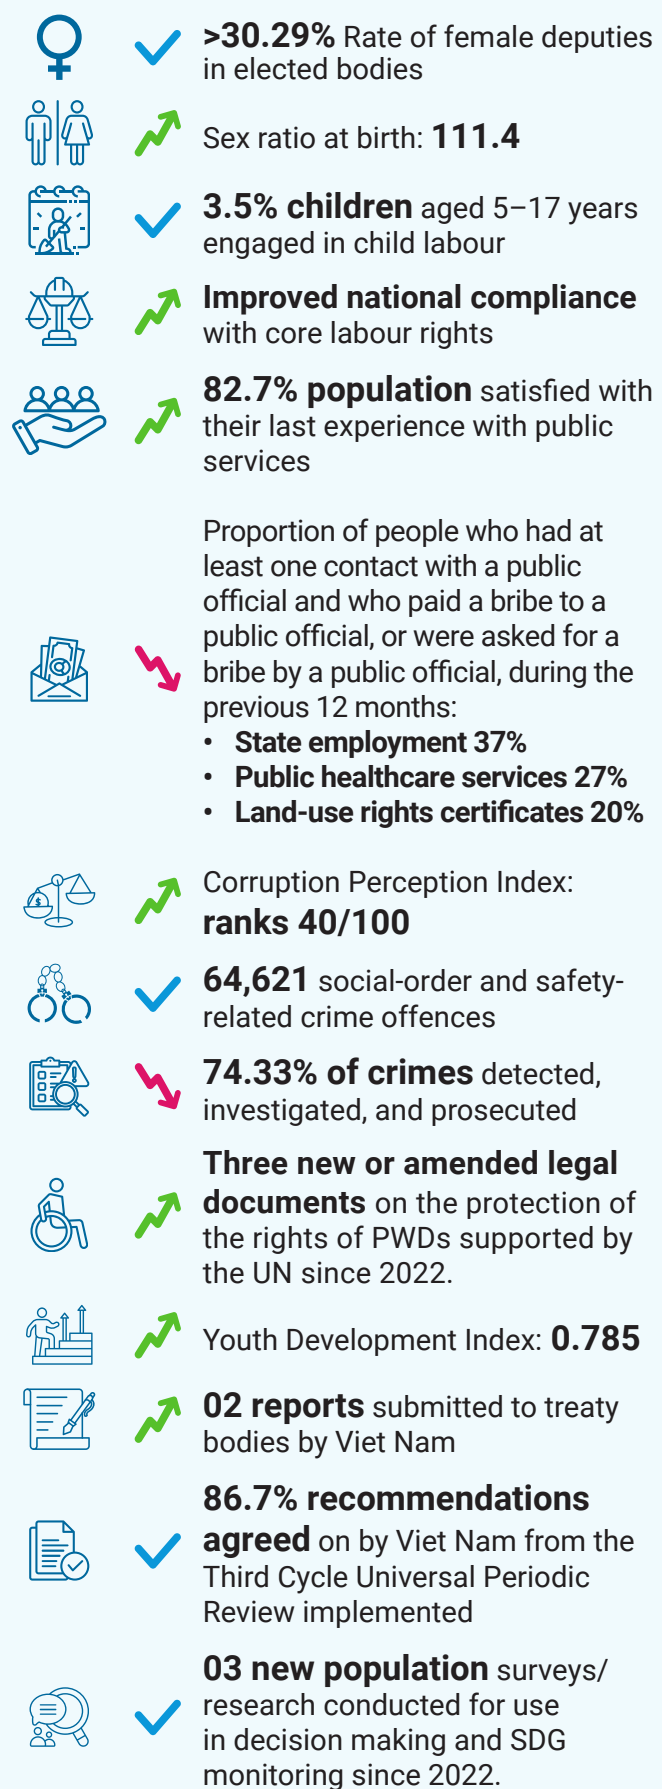 >30.29% Rate of female deputies
in elected bodies
Sex ratio at birth: 111.4
3.5% children aged 5–17 years
engaged in child labour
Improved national compliance
with core labour rights
82.7% population satisfied with
their last experience with public
services
Proportion of people who had at
least one contact with a public
official and who paid a bribe to a
public official, or were asked for a
bribe by a public official, during the
previous 12 months:
• State employment 37%
• Public healthcare services 27%
• Land-use rights certificates 20%
Corruption Perception Index:
ranks 40/100
64,621 social-order and safety-
related crime offences
74.33% of crimes detected,
investigated, and prosecuted
Three new or amended legal
documents on the protection of
the rights of PWDs supported by
the UN since 2022.
Youth Development Index: 0.785
02 reports submitted to treaty
bodies by Viet Nam
86.7% recommendations
agreed on by Viet Nam from the
Third Cycle Universal Periodic
Review implemented
03 new population surveys/
research conducted for use
in decision making and SDG
monitoring since 2022.